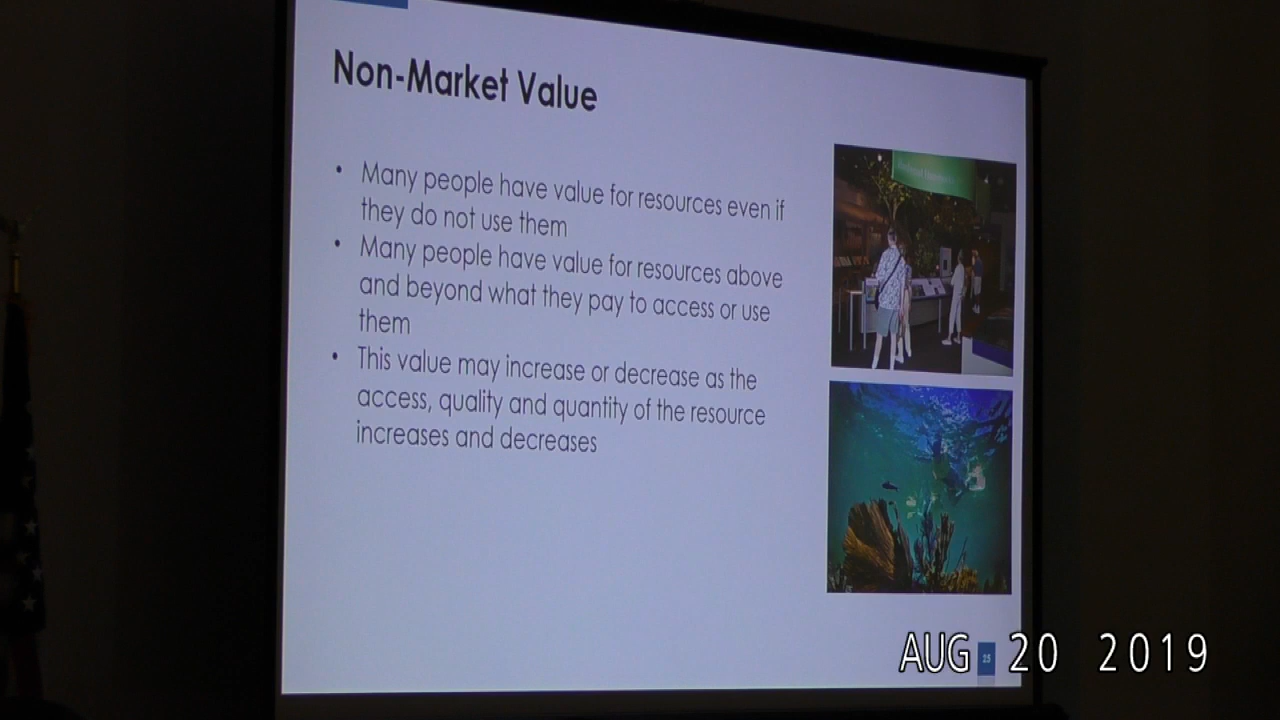 Non-Market Value
• Many people have value for resources even if
they do not use them
• Many people have value for resources above
and beyond what they pay to access or use
them
• This value may increase or decrease as the
access, quality and quantity of the resource
increases and decreases
25
AUG 20 2019